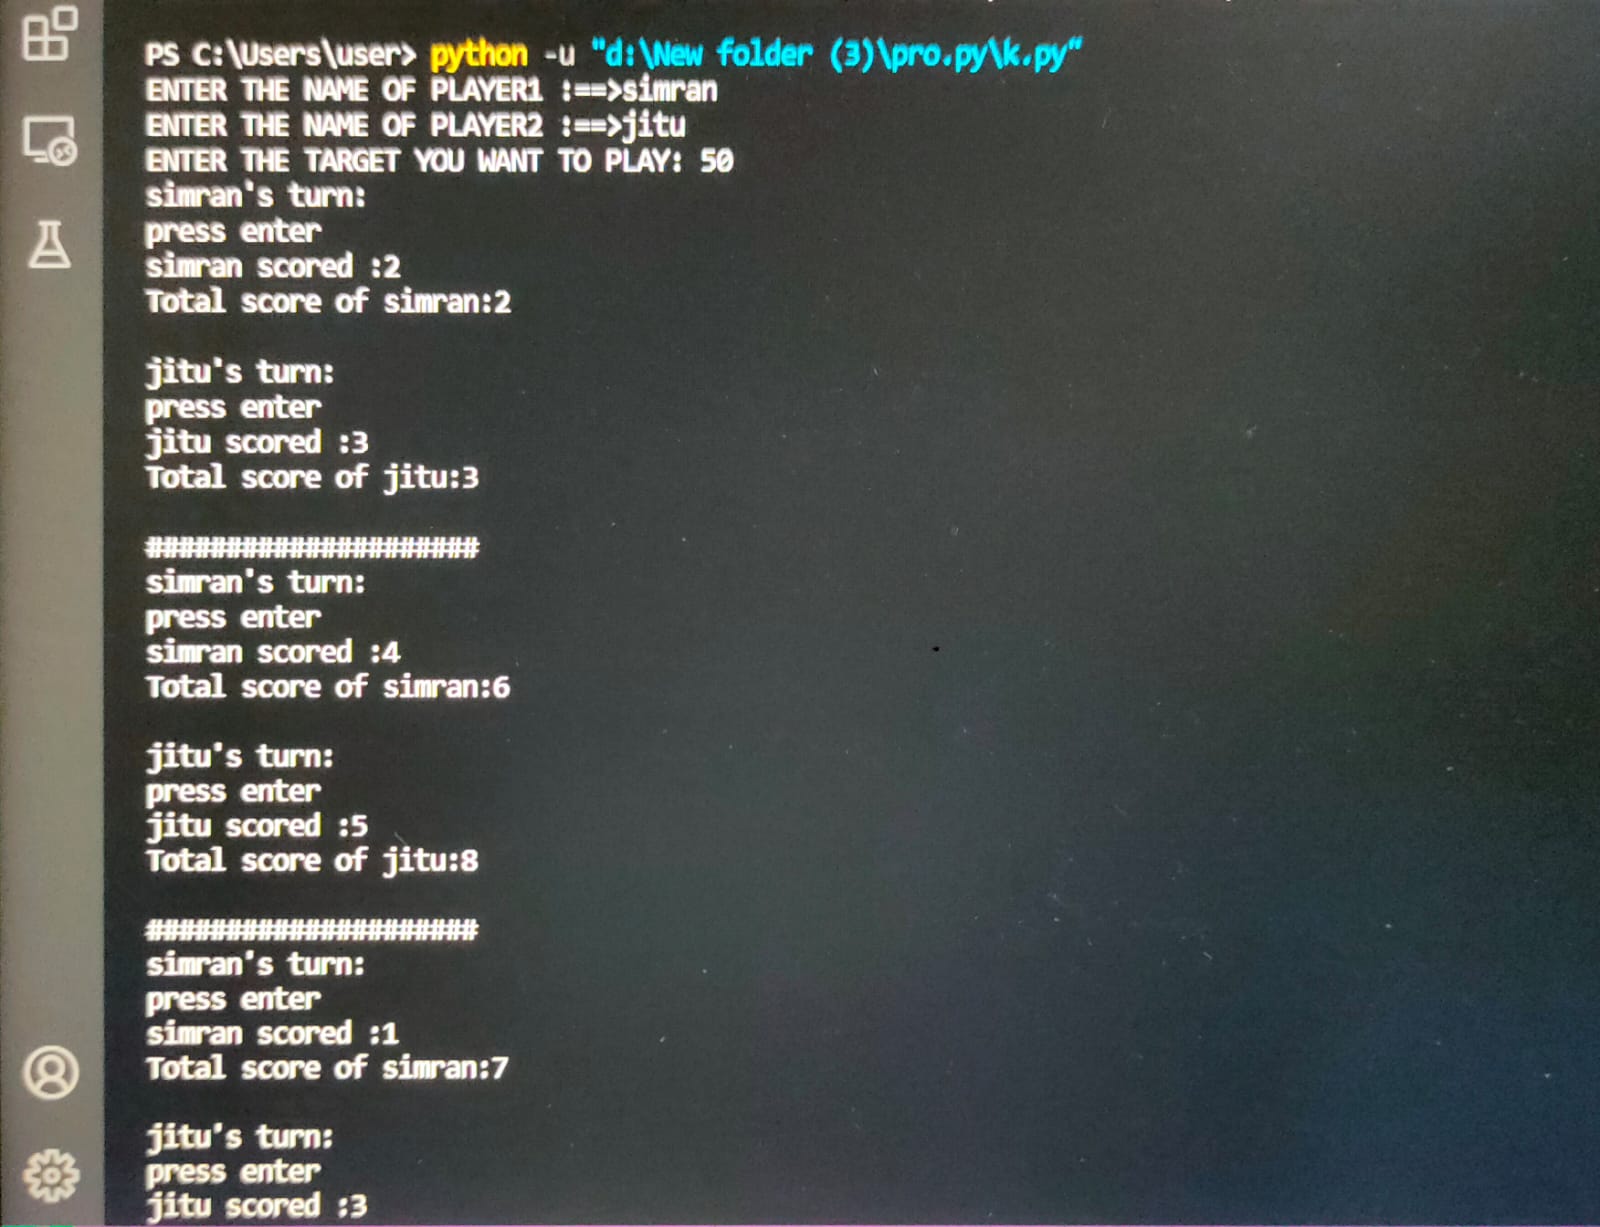 PS C:\Users\user> python -u "d:\New folder (3)\pro.py\k.py"
ENTER THE NAME OF PLAYER1 :==>simran
ENTER THE NAME OF PLAYER2 :==>jitu
ENTER THE TARGET YOU WANT TO PLAY: 50
simran's turn:
press enter
simran scored :2
Total score of simran:2

jitu's turn:
press enter
jitu scored :3
Total score of jitu:3

#####################
simran's turn:
press enter
simran scored :4
Total score of simran:6

jitu's turn:
press enter
jitu scored :5
Total score of jitu:8

#####################
simran's turn:
press enter
simran scored :1
Total score of simran:7

jitu's turn:
press enter
jitu scored :3